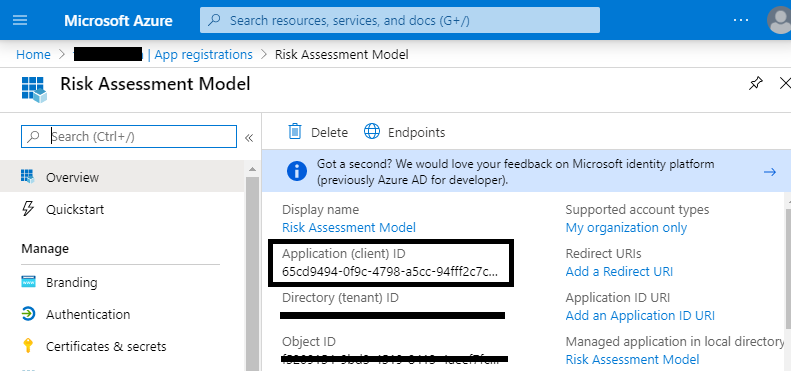 Microsoft Azure
Search resources, services, and docs (G+/)
...
Home > | App registrations > Risk Assessment Model
Risk Assessment Model
Search (Ctrl+/)
«
Delete
Endpoints
Got a second? We would love your feedback on Microsoft identity platform
(previously Azure AD for developer).
Overview
Quickstart
Manage
Branding
Authentication
Certificates & secrets
Display name
Risk Assessment Model
Application (client) ID
65cd9494-0f9c-4798-a5cc-94fff2c7c...
Directory (tenant) ID
Object ID
Supported account types
My organization only
Redirect URIs
Add a Redirect URI
Application ID URI
Add an Application ID URI
Managed application in local directory
Risk Assessment Model